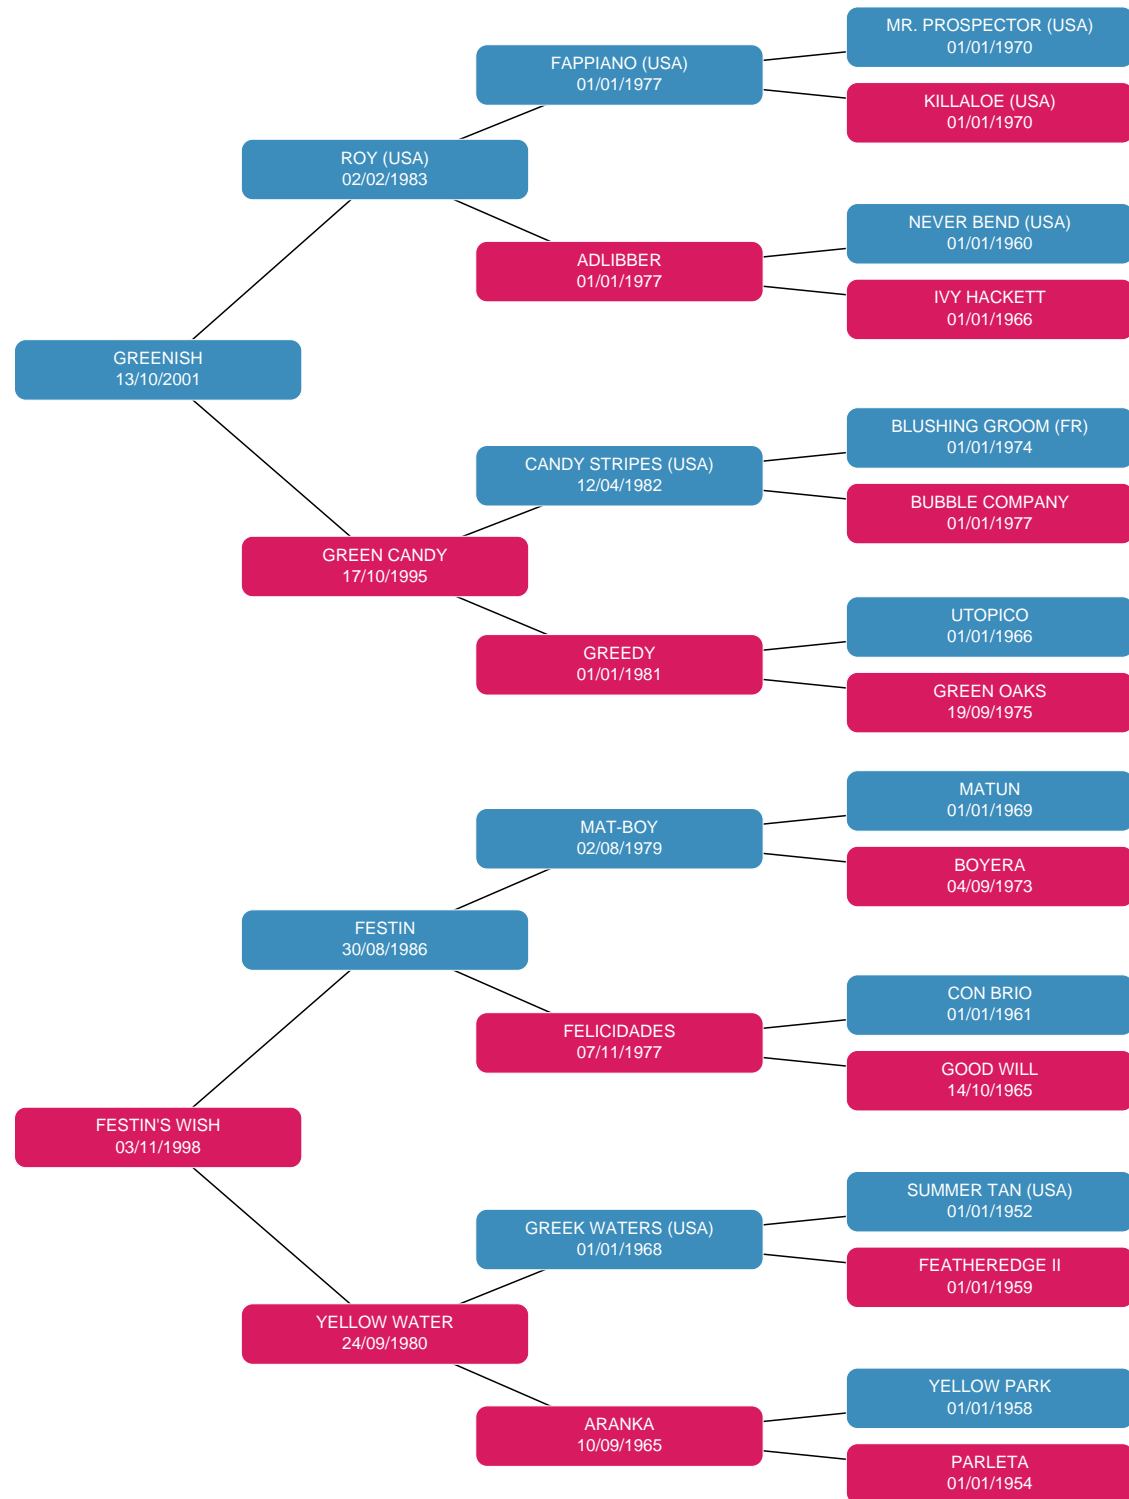 MR. PROSPECTOR (USA)
01/01/1970
FAPPIANO (USA)
01/01/1977
KILLALOE (USA)
01/01/1970
ROY (USA)
02/02/1983
NEVER BEND (USA)
01/01/1960
ADLIBBER
01/01/1977
IVY HACKETT
01/01/1966
GREENISH
13/10/2001
BLUSHING GROOM (FR)
01/01/1974
CANDY STRIPES (USA)
12/04/1982
BUBBLE COMPANY
01/01/1977
GREEN CANDY
17/10/1995
UTOPICO
01/01/1966
GREEDY
01/01/1981
GREEN OAKS
19/09/1975
MATUN
01/01/1969
MAT-BOY
02/08/1979
BOYERA
04/09/1973
FESTIN
30/08/1986
CON BRIO
01/01/1961
FELICIDADES
07/11/1977
GOOD WILL
14/10/1965
FESTIN'S WISH
03/11/1998
SUMMER TAN (USA)
01/01/1952
GREEK WATERS (USA)
01/01/1968
FEATHEREDGE II
01/01/1959
YELLOW WATER
24/09/1980
YELLOW PARK
01/01/1958
ARANKA
10/09/1965
PARLETA
01/01/1954